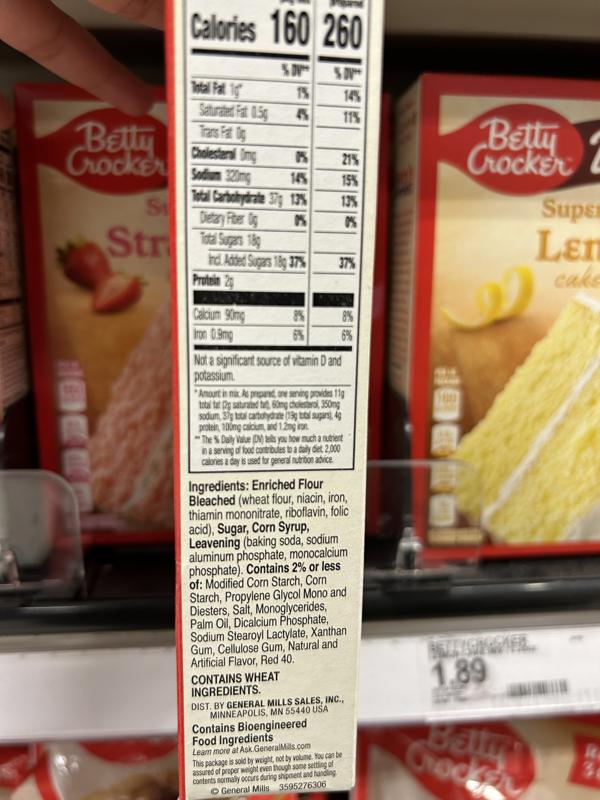 prepared
Calories 160 260
% DV** % DV**
Total Fat 1g* 1% 14%
Saturated Fat 0.5g 4% 11%
Trans Fat 0g
Cholesterol 0mg 0% 21%
Sodium 320mg 14% 15%
Total Carbohydrate 37g 13% 13%
Dietary Fiber 0g 0% 0%
Total Sugars 18g
Incl. Added Sugars 18g 37% 37%
Protein 2g
Calcium 90mg 8% 8%
Iron 0.9mg 6% 6%
Not a significant source of vitamin D and
potassium.
* Amount in mix. As prepared, one serving provides 11g
total fat (2g saturated fat), 60mg cholesterol, 350mg
sodium, 37g total carbohydrate (19g total sugars), 4g
protein, 100mg calcium, and 1.2mg iron.
** The % Daily Value (DV) tells you how much a nutrient
in a serving of food contributes to a daily diet. 2,000
calories a day is used for general nutrition advice.
Ingredients: Enriched Flour
Bleached (wheat flour, niacin, iron,
thiamin mononitrate, riboflavin, folic
acid), Sugar, Corn Syrup,
Leavening (baking soda, sodium
aluminum phosphate, monocalcium
phosphate). Contains 2% or less
of: Modified Corn Starch, Corn
Starch, Propylene Glycol Mono and
Diesters, Salt, Monoglycerides,
Palm Oil, Dicalcium Phosphate,
Sodium Stearoyl Lactylate, Xanthan
Gum, Cellulose Gum, Natural and
Artificial Flavor, Red 40.
CONTAINS WHEAT
INGREDIENTS.
DIST. BY GENERAL MILLS SALES, INC.,
MINNEAPOLIS, MN 55440 USA
Contains Bioengineered
Food Ingredients
Learn more at Ask.GeneralMills.com
This package is sold by weight, not by volume. You can be
assured of proper weight even though some settling of
contents normally occurs during shipment and handling.
© General Mills 3595276306
Betty
Crocker
Su
Stra
Betty
Crocker
Super
Lem
cake
BETTY CROCKER
1.89
Betty